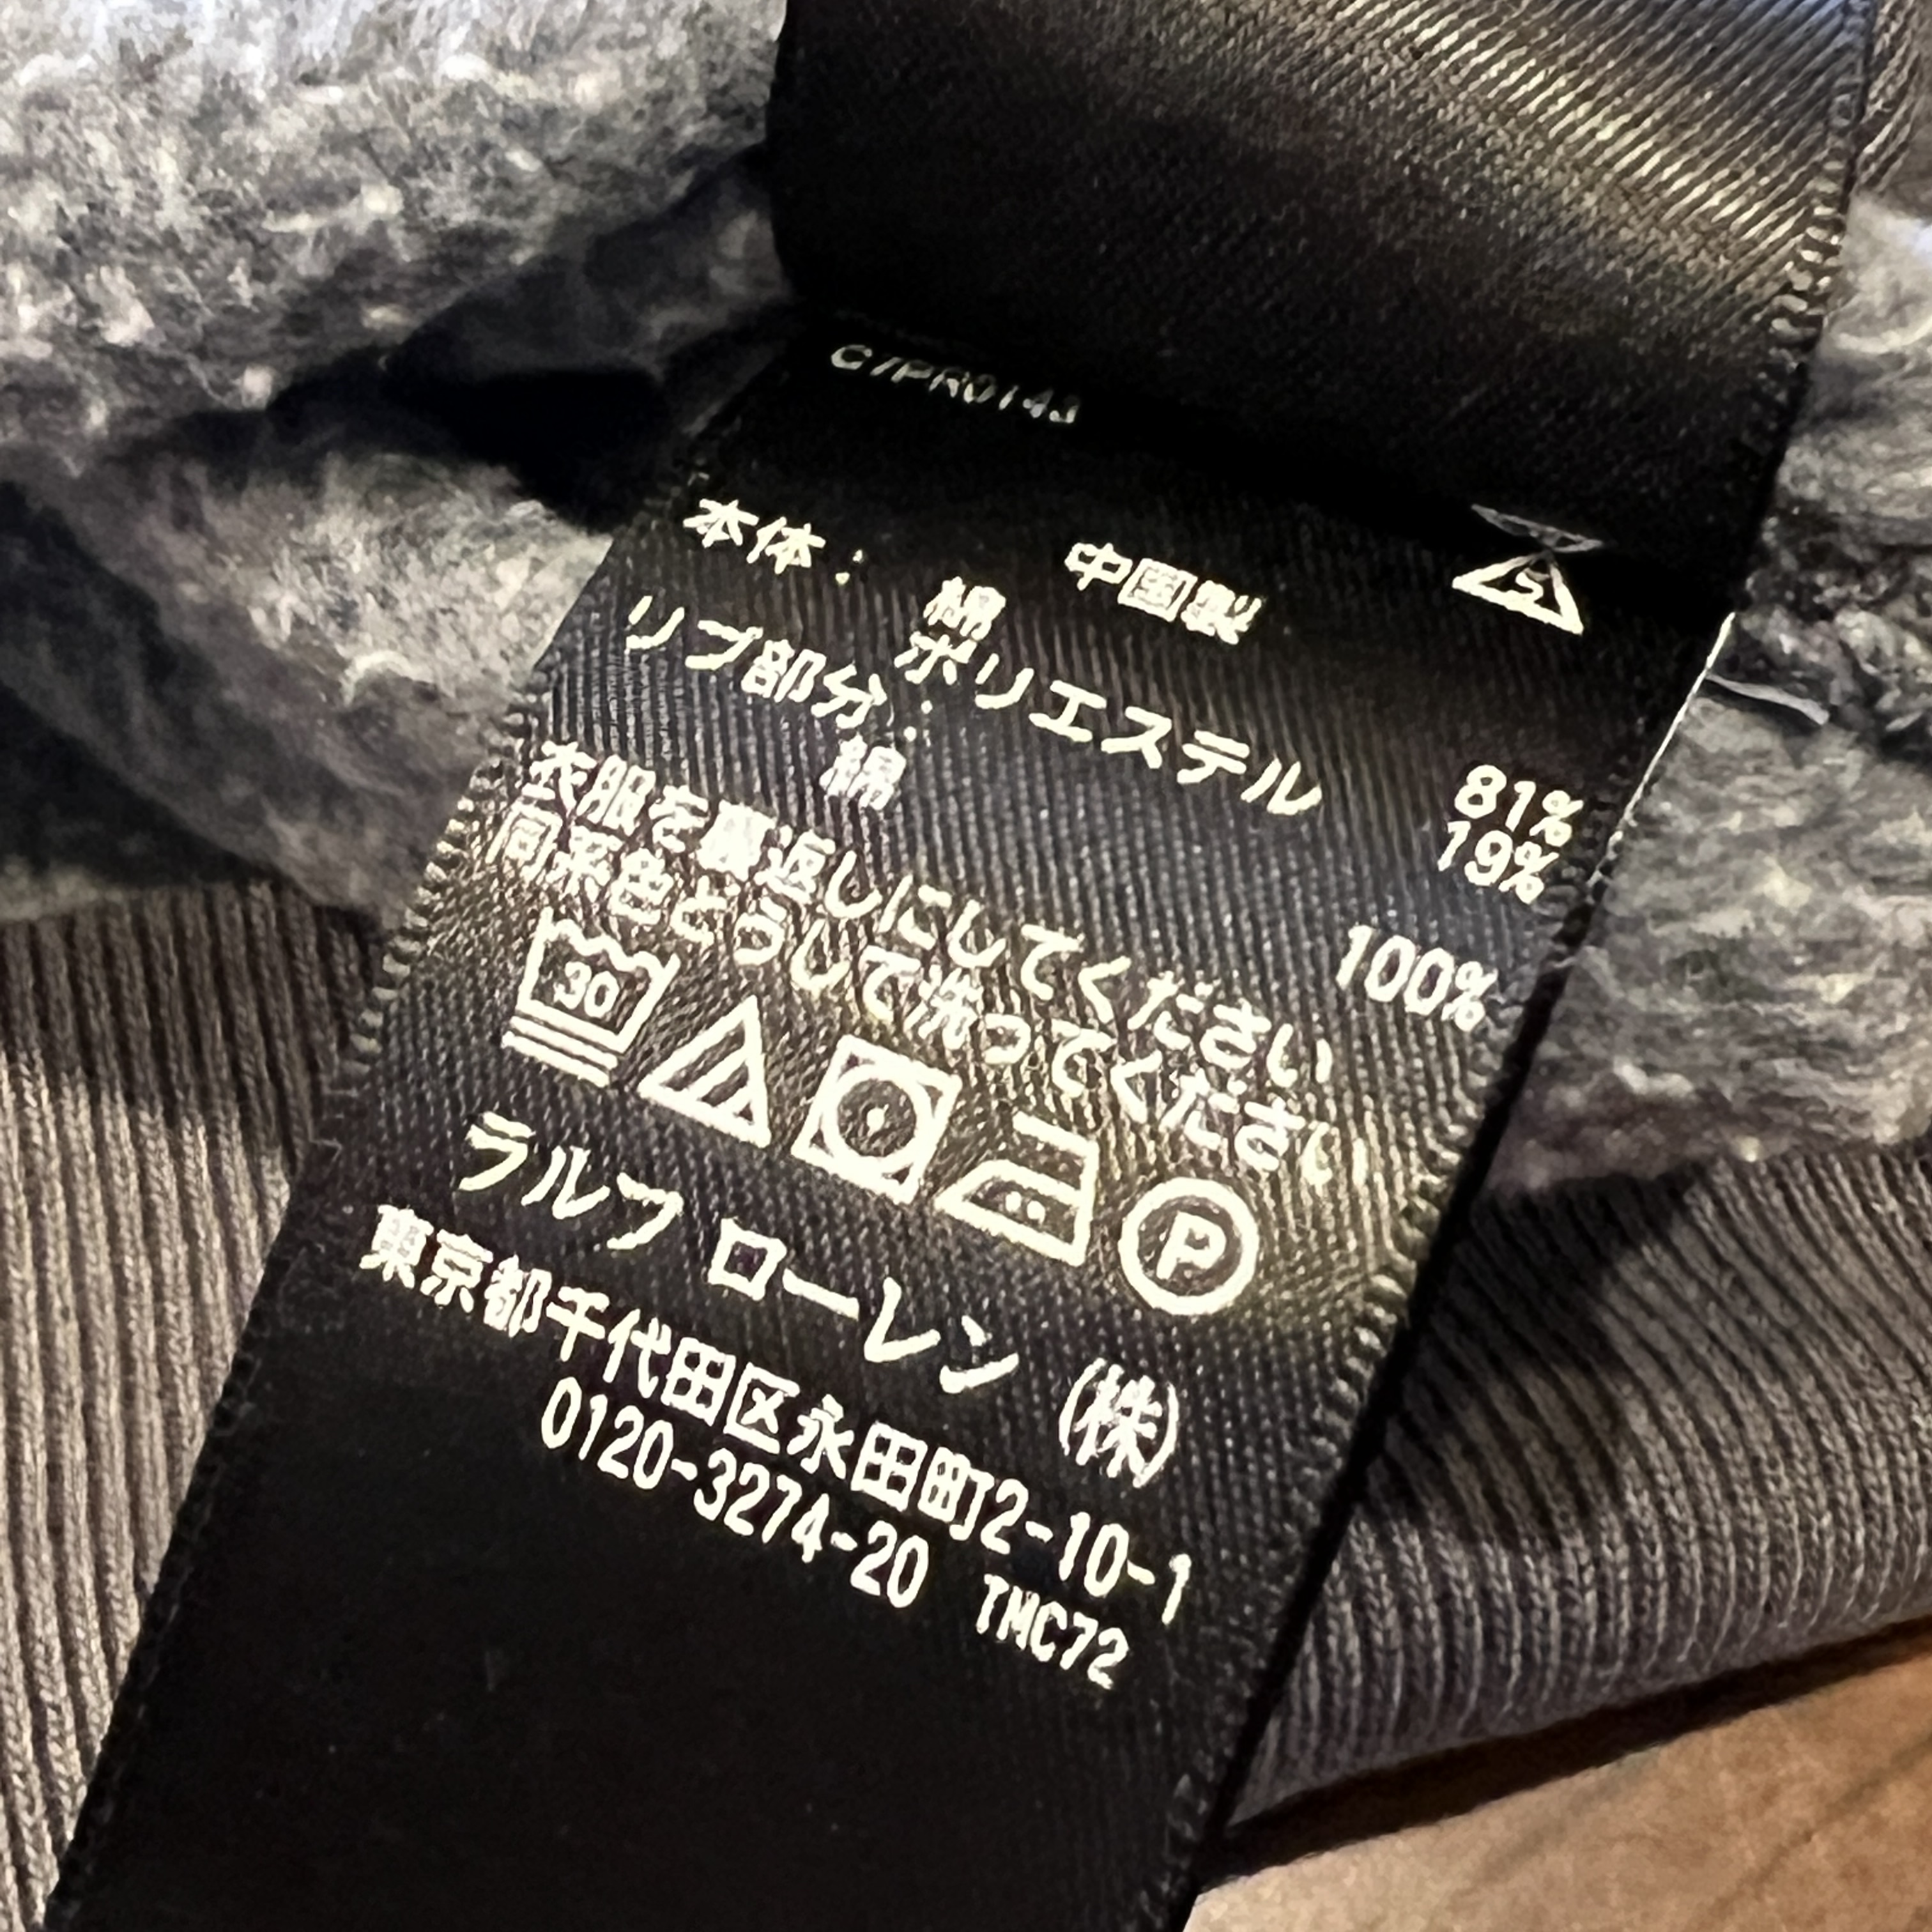 C7PR0143
中国製
5
本体：
綿 81%
ポリエステル 19%
リブ部分：
綿 100%
衣服を裏返しにしてください
同系色どうしで洗ってください
30
P
ラルフ ローレン (株)
東京都千代田区永田町2-10-1
0120-3274-20 TMC72